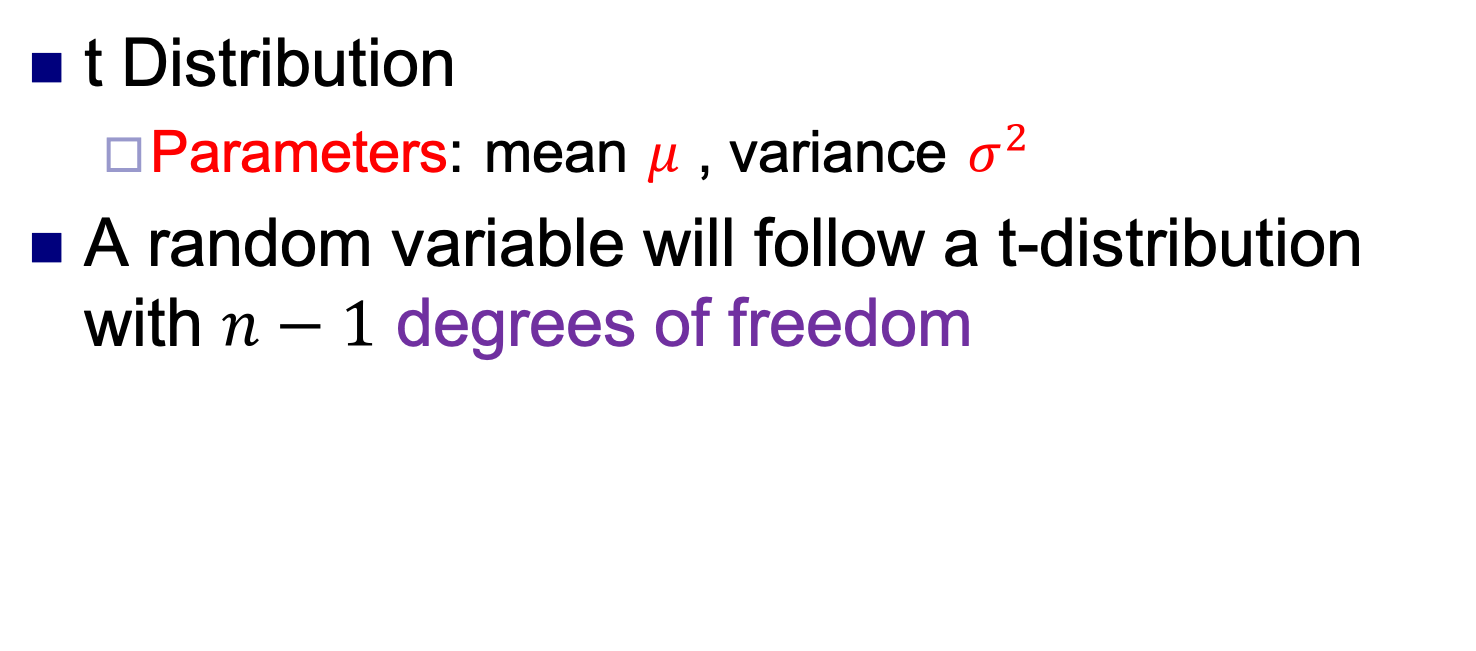 t Distribution
Parameters: mean μ , variance σ²
A random variable will follow a t-distribution
with n − 1 degrees of freedom